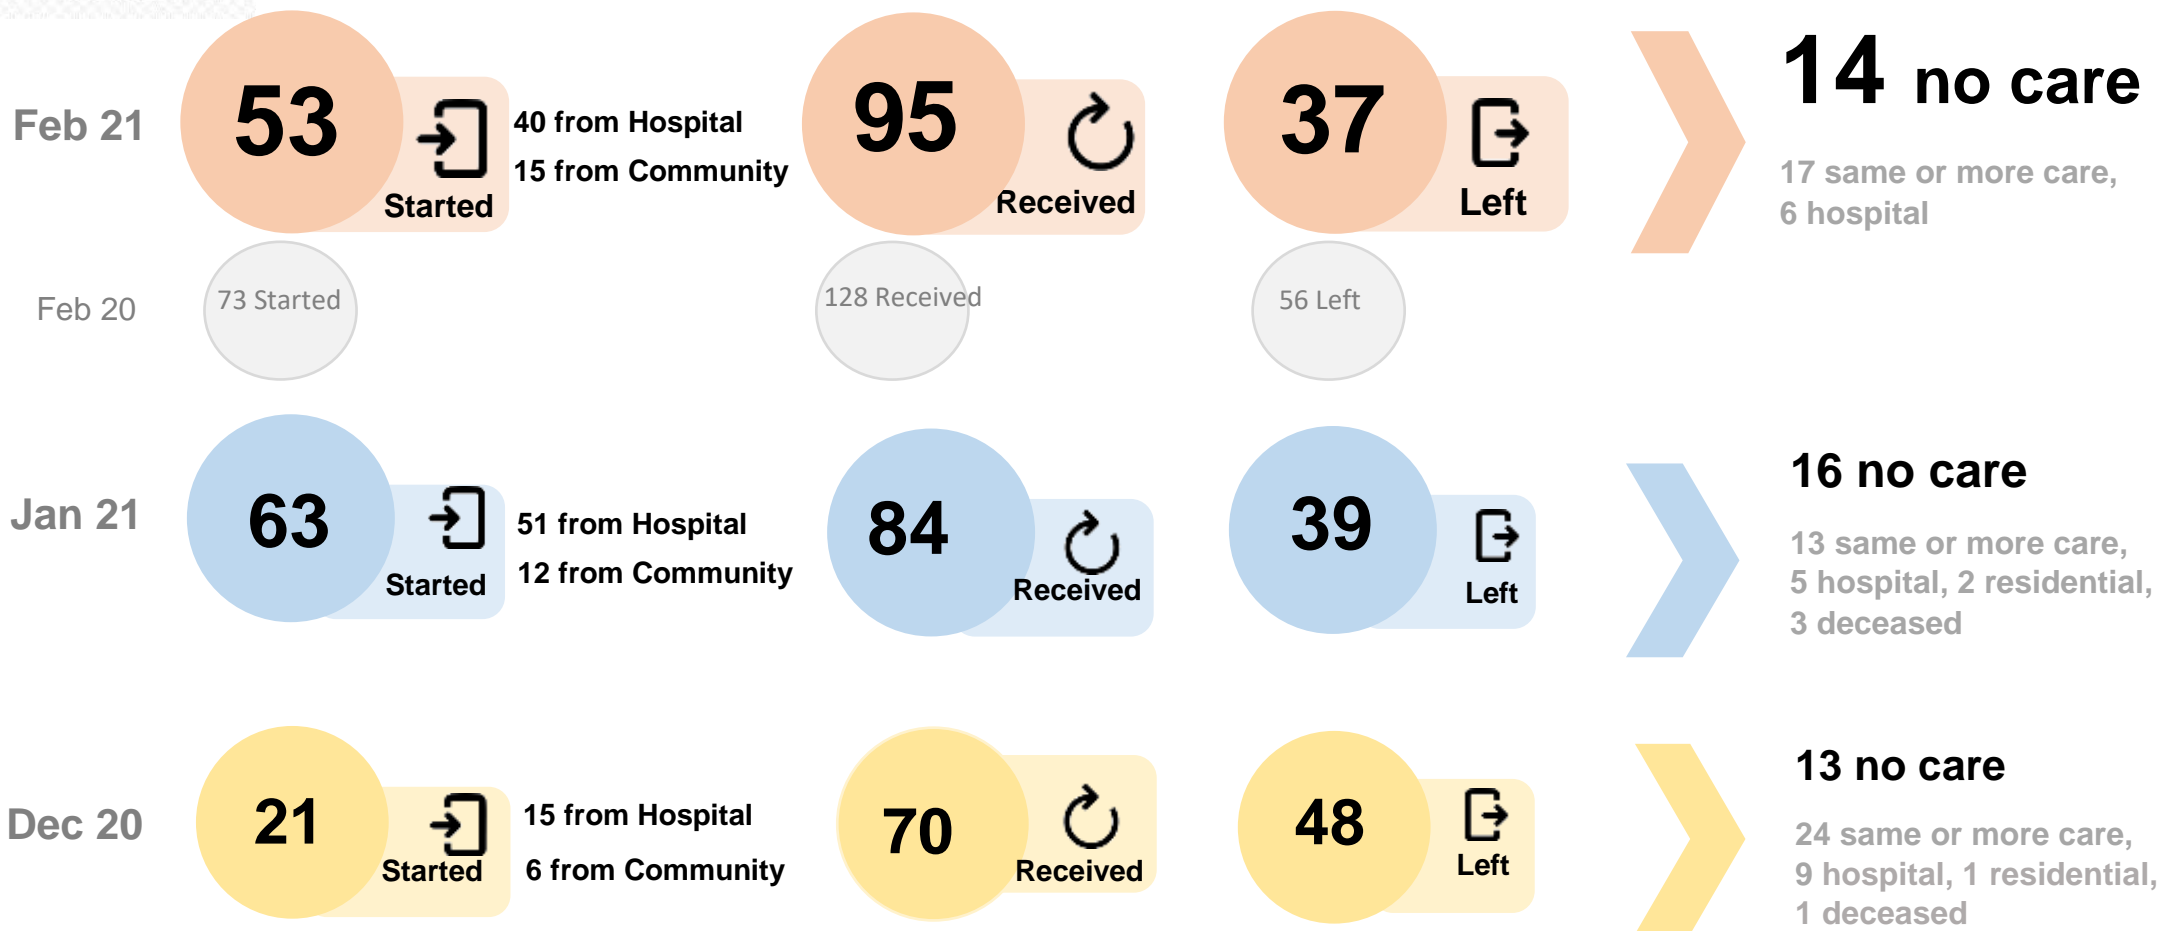 Feb 21
53
Started
40 from Hospital
15 from Community
95
Received
37
Left
14 no care
17 same or more care,
6 hospital
Feb 20
73 Started
128 Received
56 Left
Jan 21
63
Started
51 from Hospital
12 from Community
84
Received
39
Left
16 no care
13 same or more care,
5 hospital, 2 residential,
3 deceased
Dec 20
21
Started
15 from Hospital
6 from Community
70
Received
48
Left
13 no care
24 same or more care,
9 hospital, 1 residential,
1 deceased